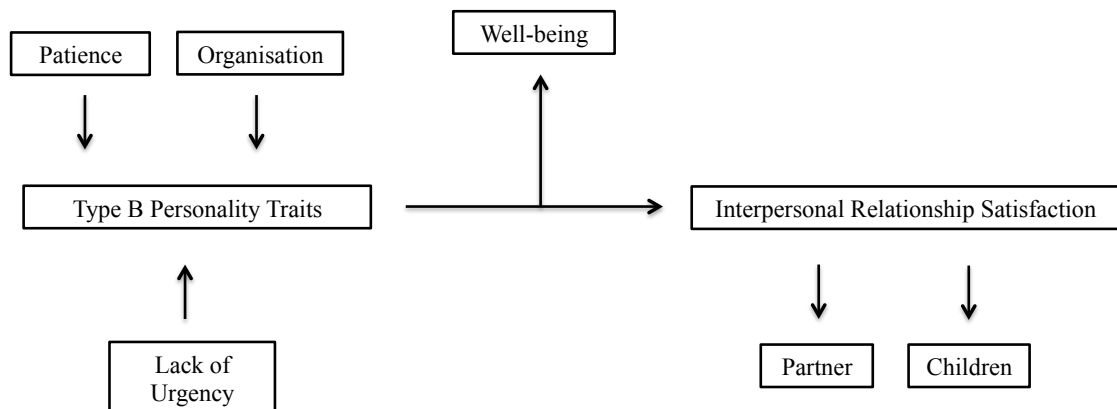 Well-being
Patience
Organisation
Type B Personality Traits
Interpersonal Relationship Satisfaction
Lack of
Urgency
Partner
Children